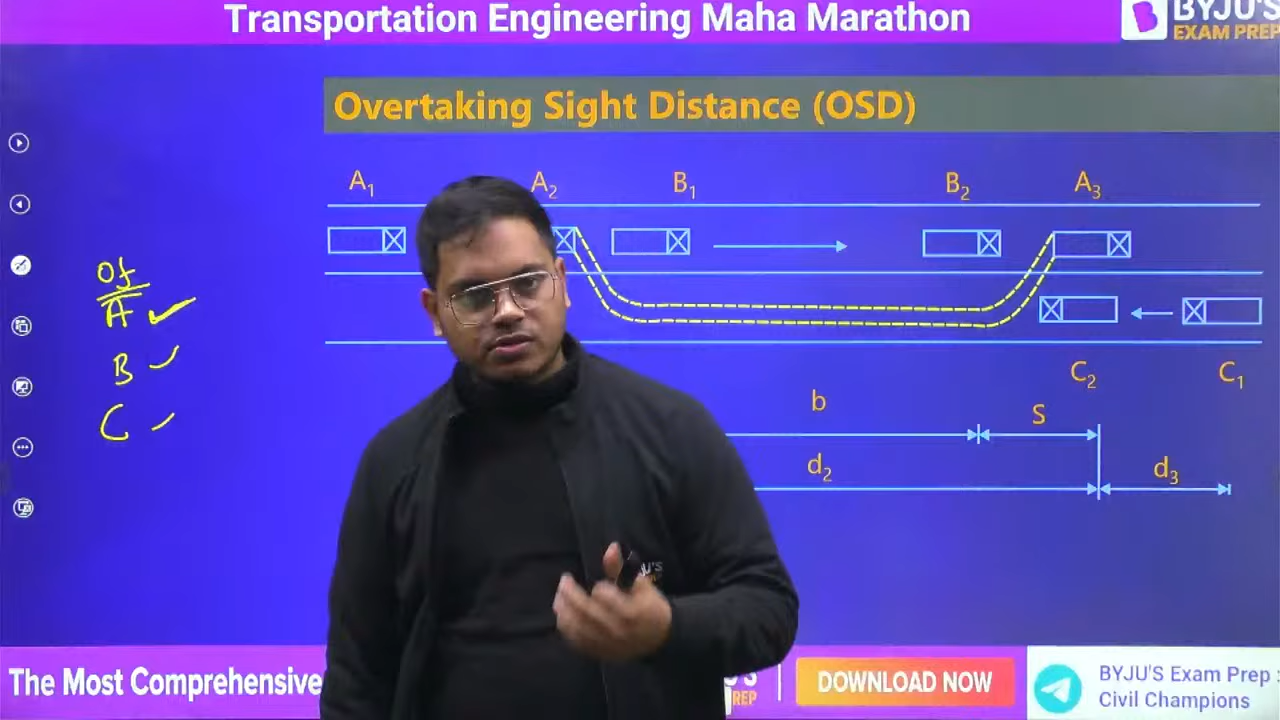 Transportation Engineering Maha Marathon
BYJU'S
EXAM PREP
Overtaking Sight Distance (OSD)
A1 A2 B1 B2 A3
Of
A
B
C
C2 C1
b
S
d2
d3
The Most Comprehensive
DOWNLOAD NOW
BYJU'S Exam Prep :
Civil Champions